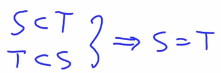 S ⊂ T
T ⊂ S } ⇒ S = T